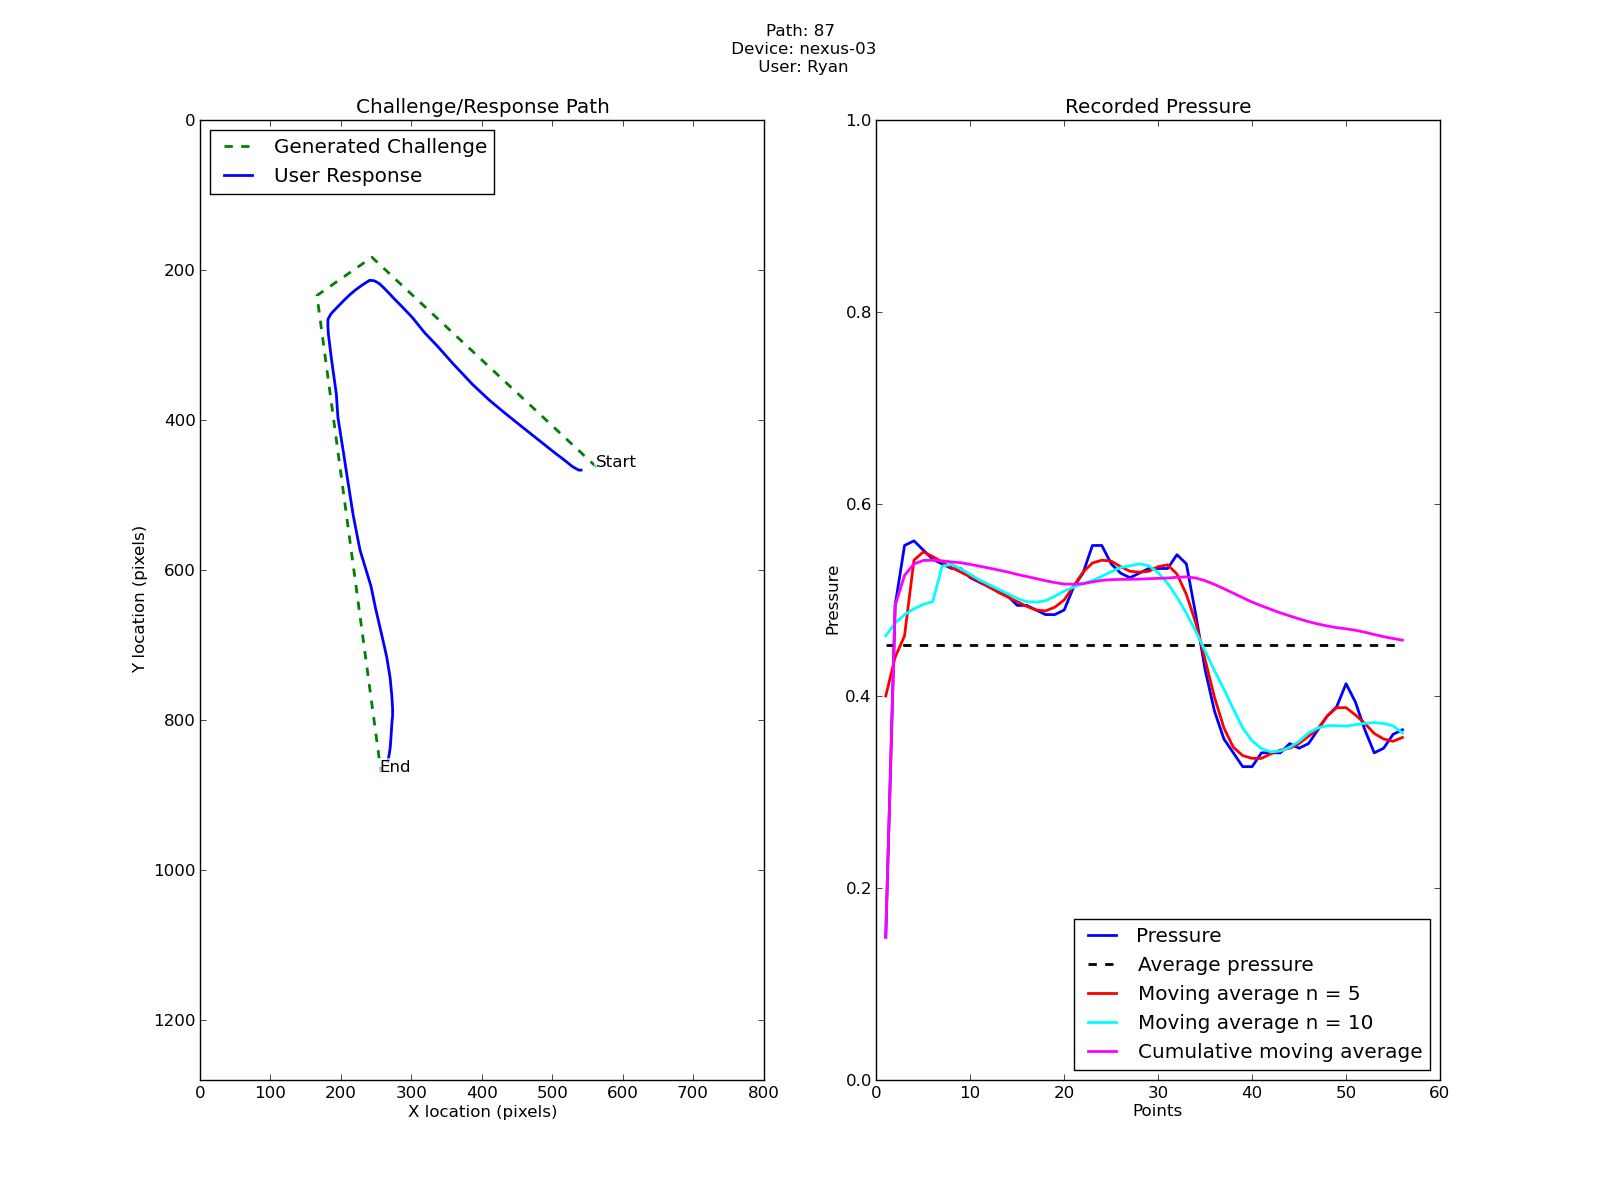 Path: 87
Device: nexus-03
User: Ryan
Challenge/Response Path
Generated Challenge
User Response
Start
End
0
200
400
600
800
1000
1200
Y location (pixels)
0 100 200 300 400 500 600 700 800
X location (pixels)
Recorded Pressure
1.0
0.8
0.6
0.4
0.2
0.0
Pressure
Pressure
Average pressure
Moving average n = 5
Moving average n = 10
Cumulative moving average
0 10 20 30 40 50 60
Points